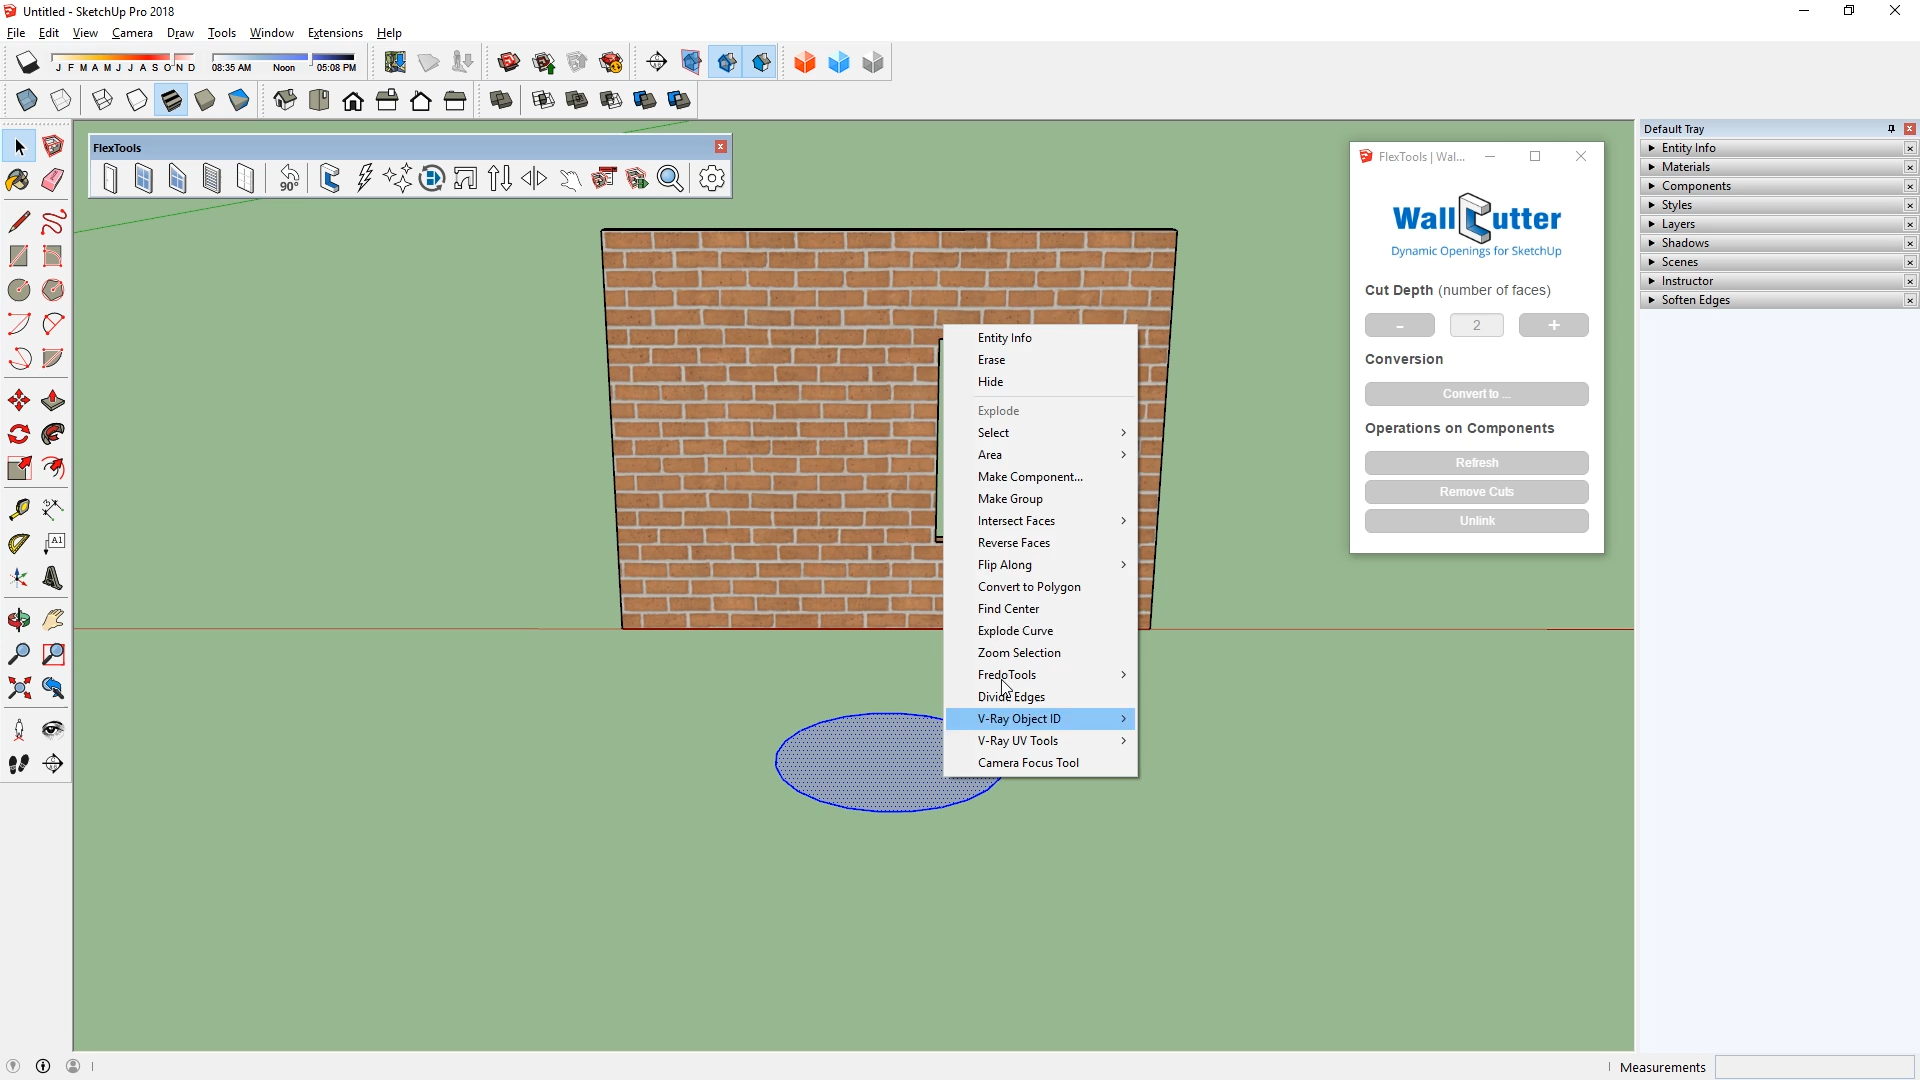 Untitled - SketchUp Pro 2018
File Edit View Camera Draw Tools Window Extensions Help
J F M A M J J A S O N D
08:35 AM Noon 05:08 PM
FlexTools
90°
A1
FlexTools | Wal...
Wall Cutter
Dynamic Openings for SketchUp
Cut Depth (number of faces)
- 2 +
Conversion
Convert to ...
Operations on Components
Refresh
Remove Cuts
Unlink
Entity Info
Erase
Hide
Explode
Select
Area
Make Component...
Make Group
Intersect Faces
Reverse Faces
Flip Along
Convert to Polygon
Find Center
Explode Curve
Zoom Selection
FredoTools
Divide Edges
V-Ray Object ID
V-Ray UV Tools
Camera Focus Tool
Default Tray
Entity Info
Materials
Components
Styles
Layers
Shadows
Scenes
Instructor
Soften Edges
Measurements